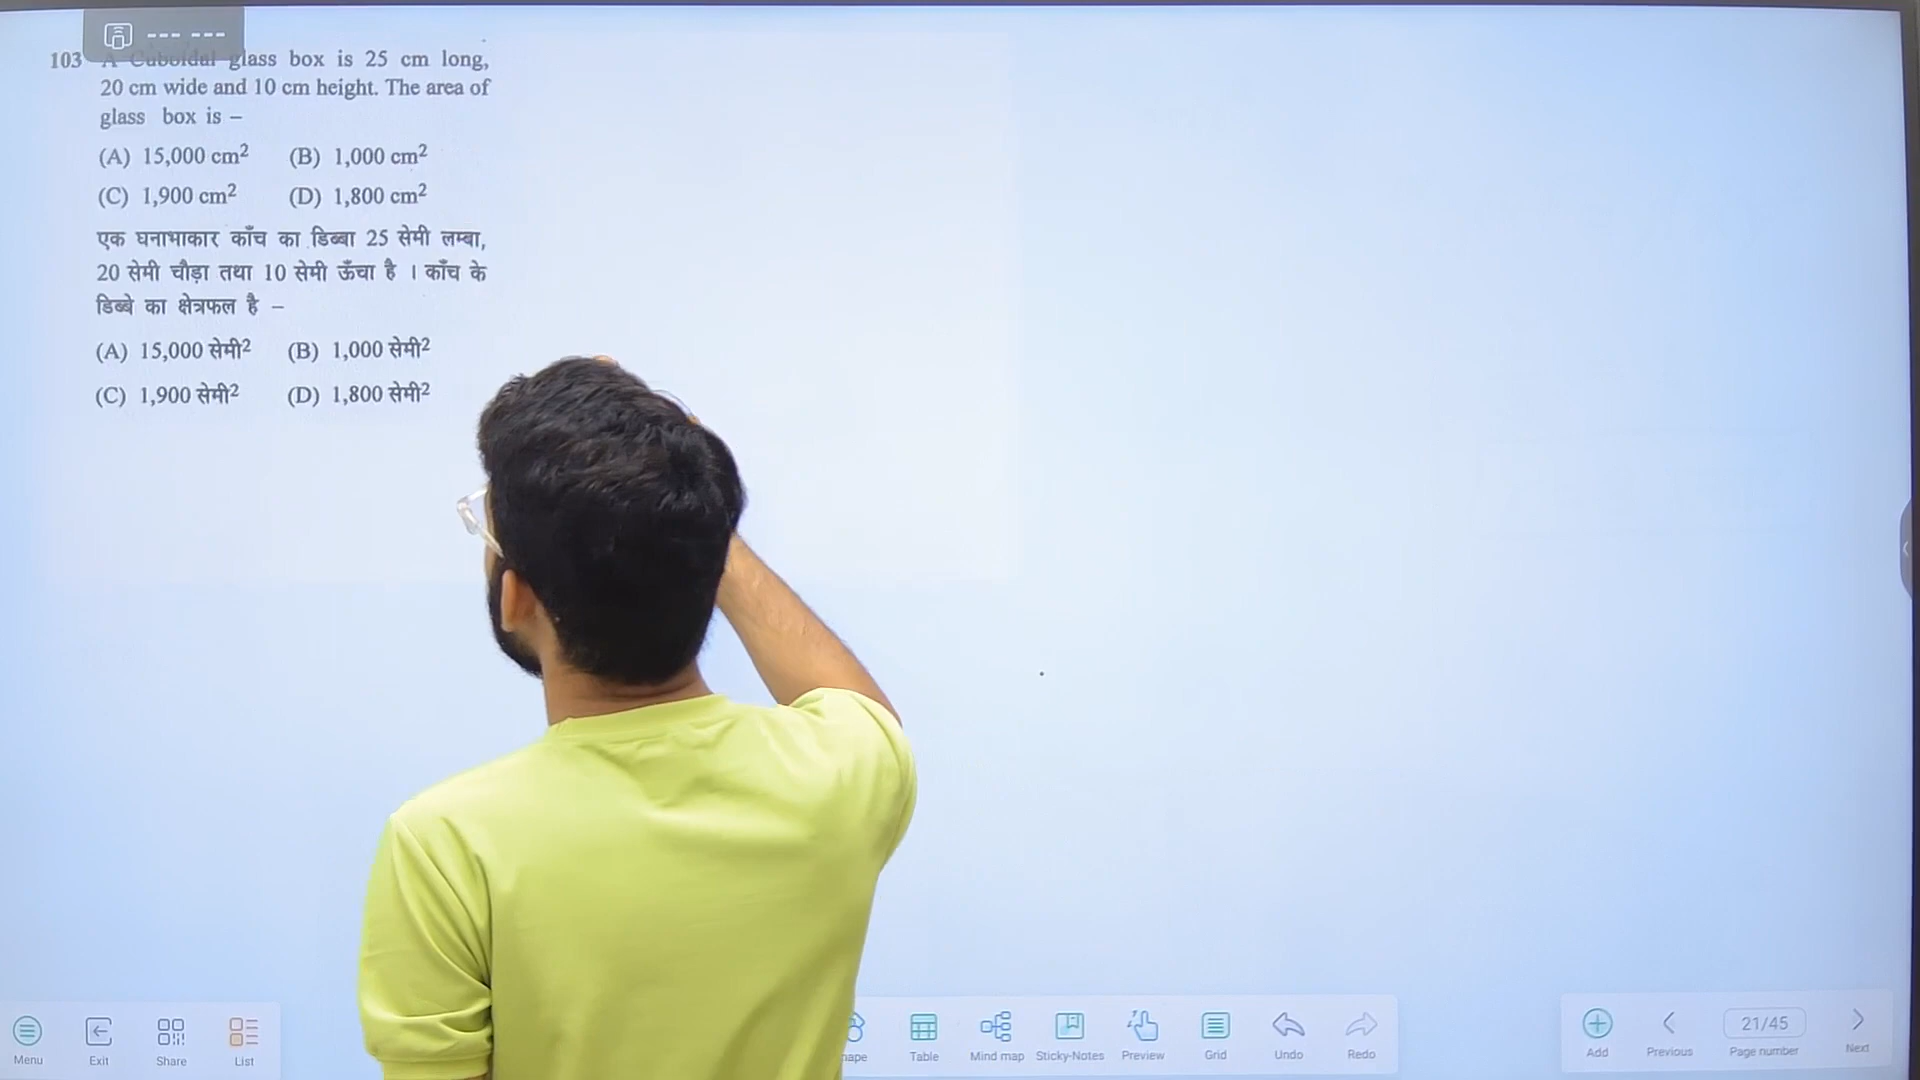 103 A Cuboidal glass box is 25 cm long,
20 cm wide and 10 cm height. The area of
glass box is –
(A) 15,000 cm² (B) 1,000 cm²
(C) 1,900 cm² (D) 1,800 cm²
एक घनाभाकार काँच का डिब्बा 25 सेमी लम्बा,
20 सेमी चौड़ा तथा 10 सेमी ऊँचा है । काँच के
डिब्बे का क्षेत्रफल है –
(A) 15,000 सेमी² (B) 1,000 सेमी²
(C) 1,900 सेमी² (D) 1,800 सेमी²
Menu Exit Share List Table Mind map Sticky-Notes Preview Grid Undo Redo Add Previous 21/45 Page number Next